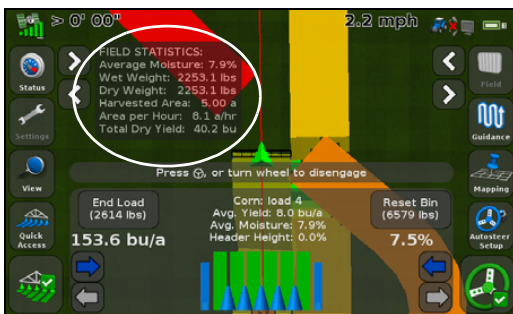 > 0' 00"
2.2 mph
FIELD STATISTICS:
Average Moisture: 7.9%
Wet Weight: 2253.1 lbs
Dry Weight: 2253.1 lbs
Harvested Area: 5.00 a
Area per Hour: 8.1 a/hr
Total Dry Yield: 40.2 bu
Status
Field
Settings
Guidance
Press , or turn wheel to disengage
View
Mapping
End Load
(2614 lbs)
Corn: load 4
Avg. Yield: 8.0 bu/a
Avg. Moisture: 7.9%
Header Height: 0.0%
Reset Bin
(6579 lbs)
Quick
Access
153.6 bu/a
7.5%
Autosteer
Setup